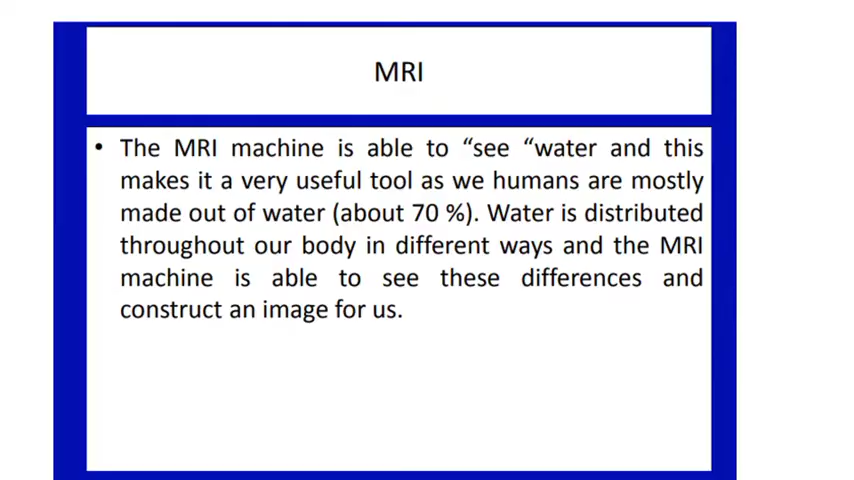 MRI
• The MRI machine is able to “see “water and this
makes it a very useful tool as we humans are mostly
made out of water (about 70 %). Water is distributed
throughout our body in different ways and the MRI
machine is able to see these differences and
construct an image for us.